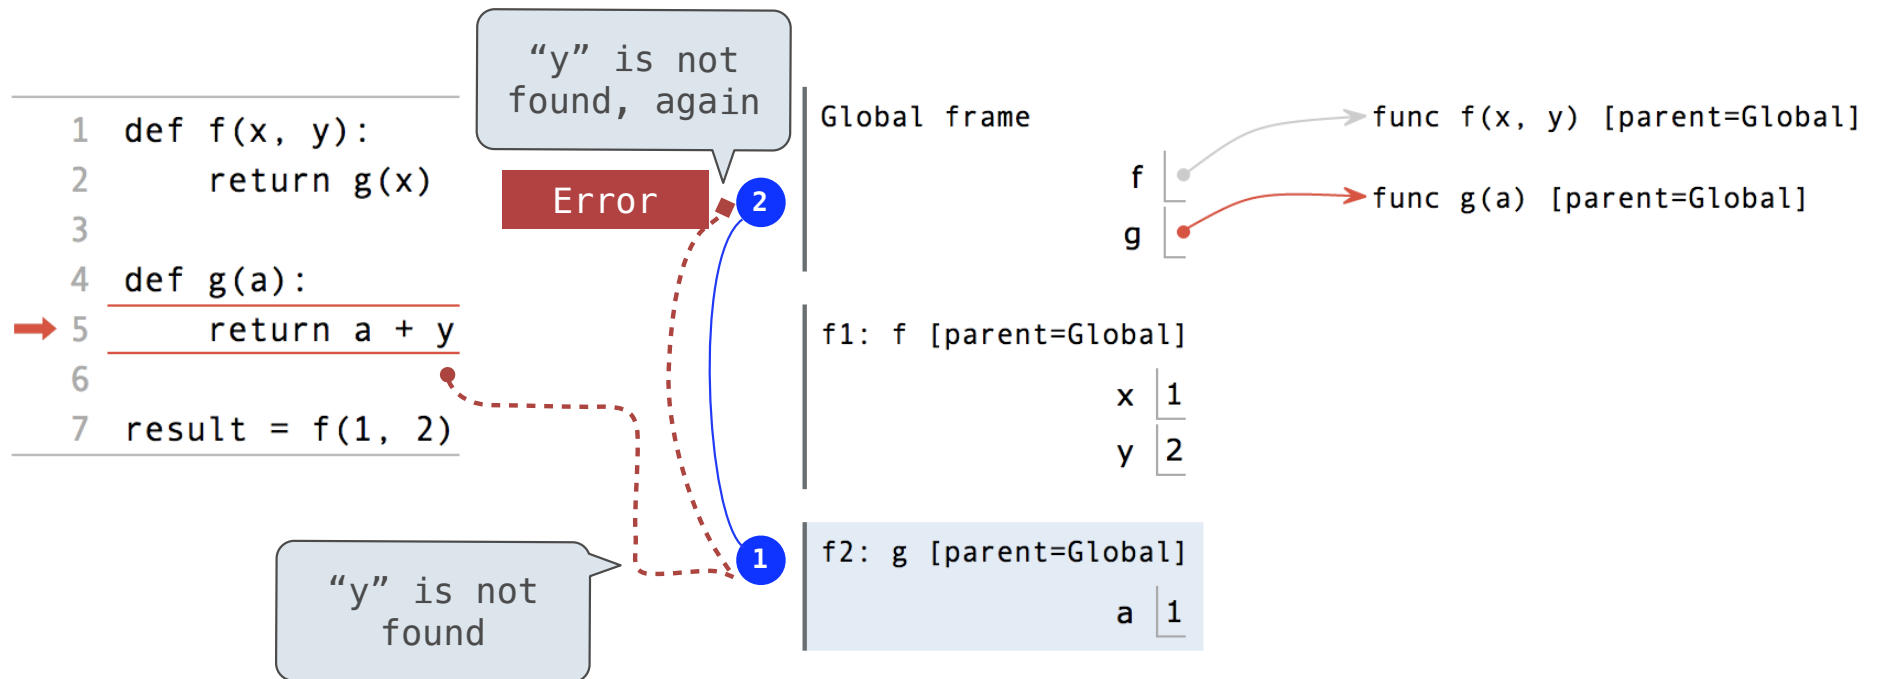 “y” is not
found, again
1 def f(x, y):
2 return g(x)
3
4 def g(a):
5 return a + y
6
7 result = f(1, 2)
Error
2
Global frame
f
g
func f(x, y) [parent=Global]
func g(a) [parent=Global]
f1: f [parent=Global]
x 1
y 2
“y” is not
found
1
f2: g [parent=Global]
a 1